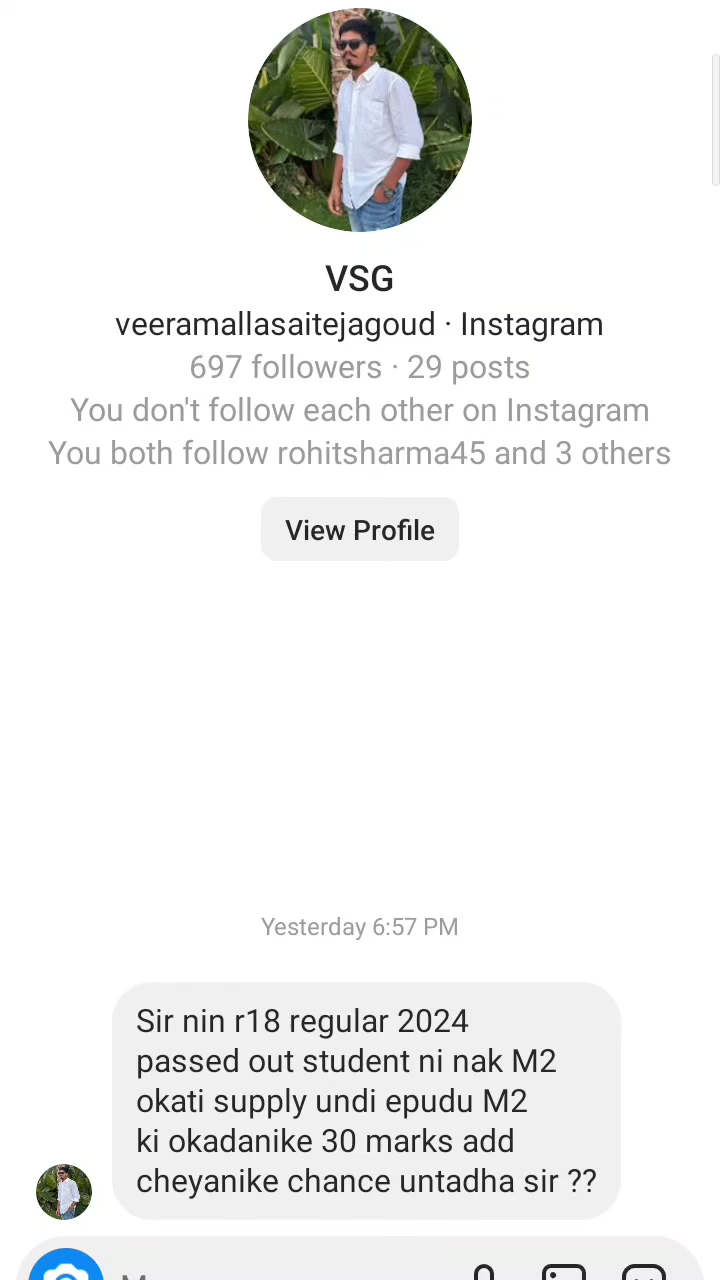 VSG
veeramallasaitejagoud · Instagram
697 followers · 29 posts
You don't follow each other on Instagram
You both follow rohitsharma45 and 3 others
View Profile
Yesterday 6:57 PM
Sir nin r18 regular 2024
passed out student ni nak M2
okati supply undi epudu M2
ki okadanike 30 marks add
cheyanike chance untadha sir ??